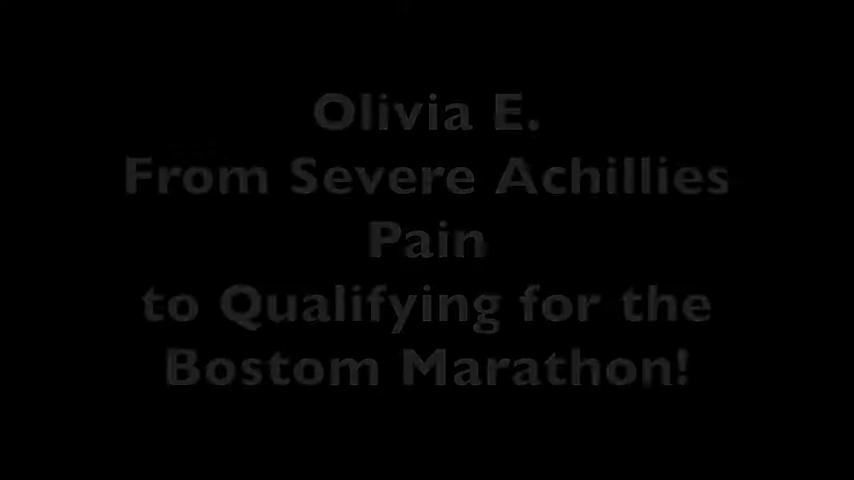 Olivia E.
From Severe Achillies
Pain
to Qualifying for the
Bostom Marathon!